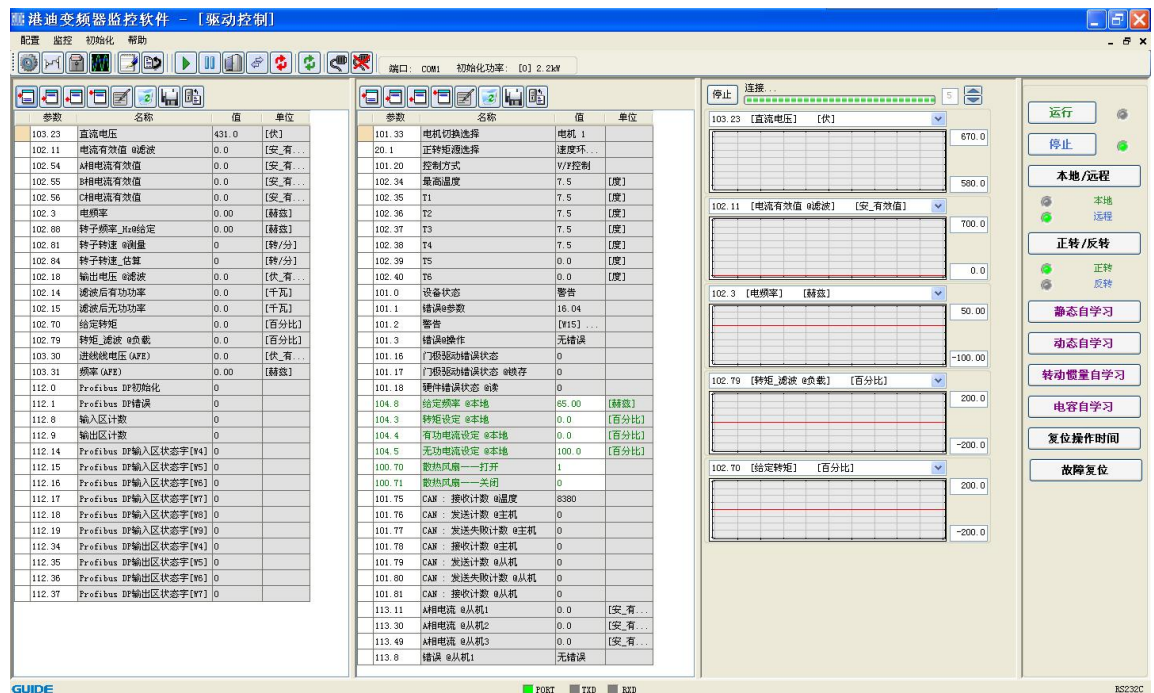 港迪变频器监控软件 - [驱动控制]
配置 监控 初始化 帮助
端口: COM1 初始化功率: [0] 2.2kW
参数 名称 值 单位
103.23 直流电压 431.0 [伏]
102.11 电流有效值 @滤波 0.0 [安_有...
102.54 A相电流有效值 0.0 [安_有...
102.55 B相电流有效值 0.0 [安_有...
102.56 C相电流有效值 0.0 [安_有...
102.3 电频率 0.00 [赫兹]
102.88 转子频率_Hz@给定 0.00 [赫兹]
102.81 转子转速 @测量 0 [转/分]
102.84 转子转速_估算 0 [转/分]
102.18 输出电压 @滤波 0.0 [伏_有...
102.14 滤波后有功功率 0.0 [千瓦]
102.15 滤波后无功功率 0.0 [千瓦]
102.70 给定转矩 0.0 [百分比]
102.79 转矩_滤波 @负载 0.0 [百分比]
103.30 进线线电压(AFE) 0.0 [伏_有...
103.31 频率(AFE) 0.00 [赫兹]
112.0 Profibus DP初始化 0
112.1 Profibus DP错误 0
112.8 输入区计数 0
112.9 输出区计数 0
112.14 Profibus DP输入区状态字[W4] 0
112.15 Profibus DP输入区状态字[W5] 0
112.16 Profibus DP输入区状态字[W6] 0
112.17 Profibus DP输入区状态字[W7] 0
112.18 Profibus DP输入区状态字[W8] 0
112.19 Profibus DP输入区状态字[W9] 0
112.34 Profibus DP输出区状态字[W4] 0
112.35 Profibus DP输出区状态字[W5] 0
112.36 Profibus DP输出区状态字[W6] 0
112.37 Profibus DP输出区状态字[W7] 0
参数 名称 值 单位
101.33 电机切换选择 电机 1
20.1 正转矩源选择 速度环...
101.20 控制方式 V/F控制
102.34 最高温度 7.5 [度]
102.35 T1 7.5 [度]
102.36 T2 7.5 [度]
102.37 T3 7.5 [度]
102.38 T4 7.5 [度]
102.39 T5 0.0 [度]
102.40 T6 0.0 [度]
101.0 设备状态 警告
101.1 错误@参数 16.04
101.2 警告 [W15] ...
101.3 错误@操作 无错误
101.16 门极驱动错误状态 0
101.17 门极驱动错误状态 @锁存 0
101.18 硬件错误状态 @读 0
104.8 给定频率 @本地 65.00 [赫兹]
104.3 转矩设定 @本地 0.0 [百分比]
104.4 有功电流设定 @本地 0.0 [百分比]
104.5 无功电流设定 @本地 100.0 [百分比]
100.70 散热风扇——打开 1
100.71 散热风扇——关闭 0
101.75 CAN : 接收计数 @温度 8380
101.76 CAN : 发送计数 @主机 0
101.77 CAN : 发送失败计数 @主机 0
101.78 CAN : 接收计数 @主机 0
101.79 CAN : 发送计数 @从机 0
101.80 CAN : 发送失败计数 @从机 0
101.81 CAN : 接收计数 @从机 0
113.11 A相电流 @从机1 0.0 [安_有...
113.30 A相电流 @从机2 0.0 [安_有...
113.49 A相电流 @从机3 0.0 [安_有...
113.8 错误 @从机1 无错误
停止 连接... 5
103.23 [直流电压] [伏]
670.0
580.0
102.11 [电流有效值 @滤波] [安_有效值]
700.0
0.0
102.3 [电频率] [赫兹]
50.00
-100.00
102.79 [转矩_滤波 @负载] [百分比]
200.0
-200.0
102.70 [给定转矩] [百分比]
200.0
-200.0
运行
停止
本地/远程
本地
远程
正转/反转
正转
反转
静态自学习
动态自学习
转动惯量自学习
电容自学习
复位操作时间
故障复位
GUIDE PORT TXD RXD RS232C